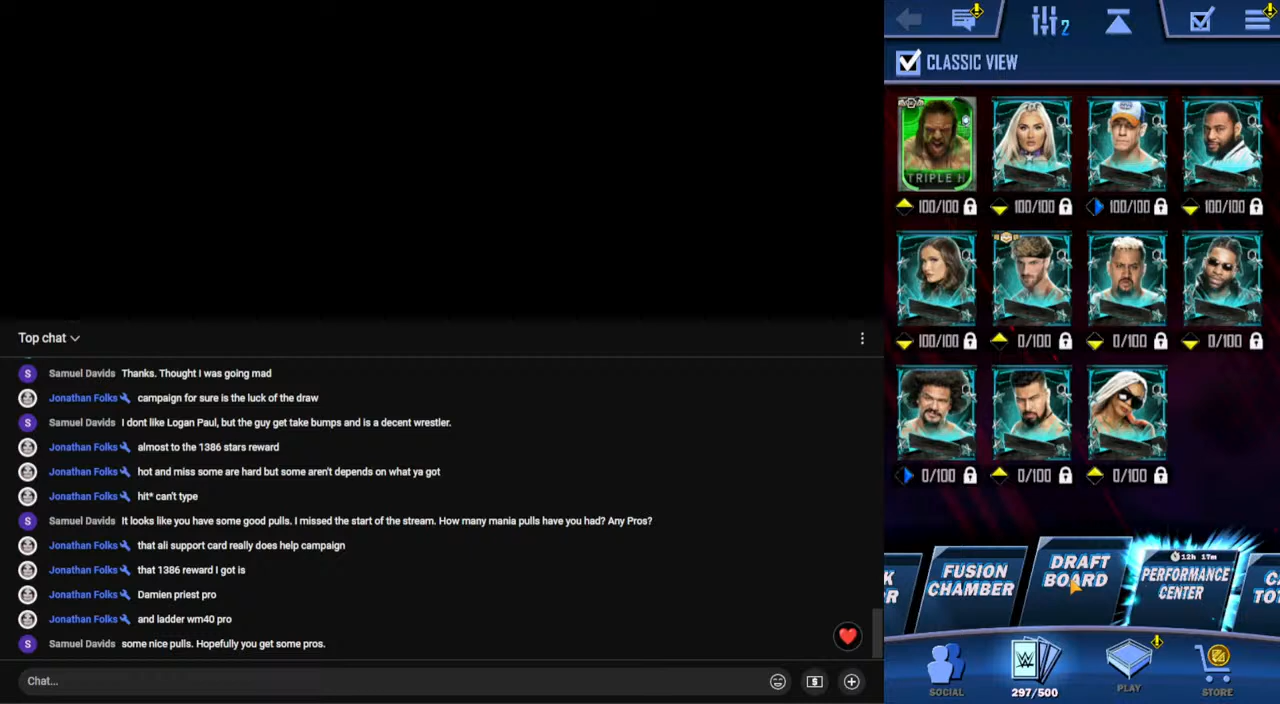 2
CLASSIC VIEW
TRIPLE H
100/100 100/100 100/100 100/100
100/100 0/100 0/100 0/100
0/100 0/100 0/100
Top chat
S Samuel Davids Thanks. Thought I was going mad
Jonathan Folks campaign for sure is the luck of the draw
S Samuel Davids I dont like Logan Paul, but the guy get take bumps and is a decent wrestler.
Jonathan Folks almost to the 1386 stars reward
Jonathan Folks hot and miss some are hard but some aren't depends on what ya got
Jonathan Folks hit* can't type
S Samuel Davids It looks like you have some good pulls. I missed the start of the stream. How many mania pulls have you had? Any Pros?
Jonathan Folks that ali support card really does help campaign
Jonathan Folks that 1386 reward I got is
Jonathan Folks Damien priest pro
Jonathan Folks and ladder wm40 pro
S Samuel Davids some nice pulls. Hopefully you get some pros.
Chat...
FUSION
CHAMBER
DRAFT
BOARD
12h 17m
PERFORMANCE
CENTER
SOCIAL
297/500
PLAY
STORE